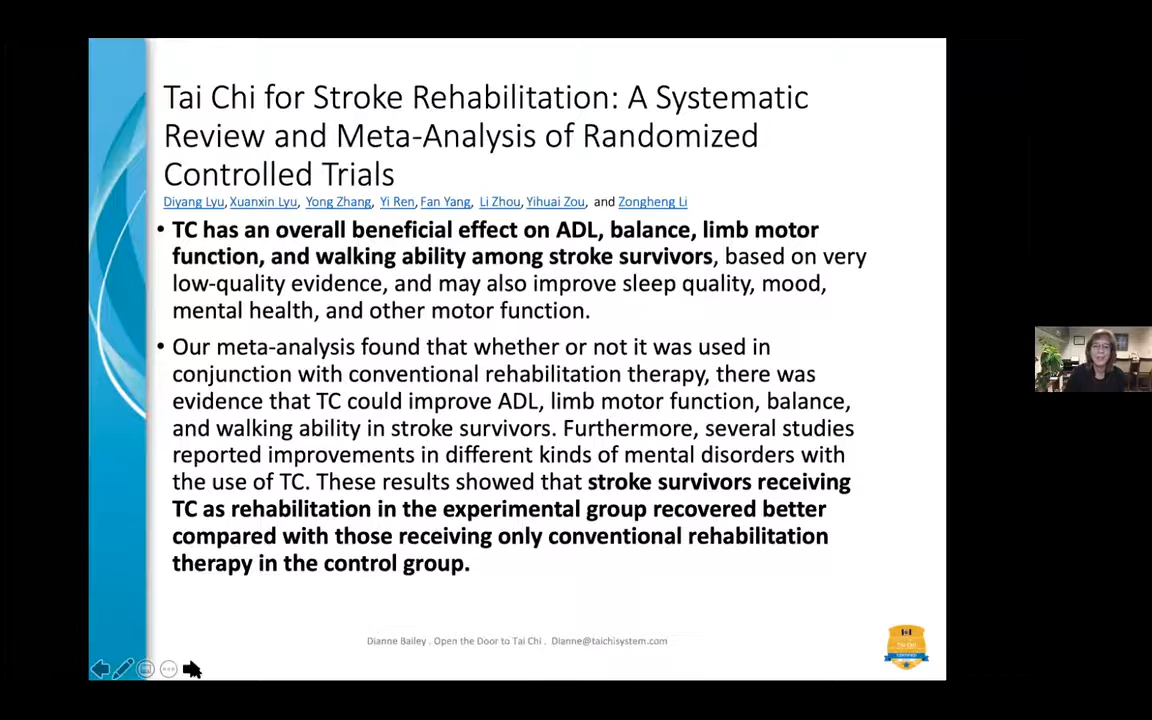 Tai Chi for Stroke Rehabilitation: A Systematic
Review and Meta-Analysis of Randomized
Controlled Trials
Diyang Lyu, Xuanxin Lyu, Yong Zhang, Yi Ren, Fan Yang, Li Zhou, Yihuai Zou, and Zongheng Li
• TC has an overall beneficial effect on ADL, balance, limb motor
function, and walking ability among stroke survivors, based on very
low-quality evidence, and may also improve sleep quality, mood,
mental health, and other motor function.
• Our meta-analysis found that whether or not it was used in
conjunction with conventional rehabilitation therapy, there was
evidence that TC could improve ADL, limb motor function, balance,
and walking ability in stroke survivors. Furthermore, several studies
reported improvements in different kinds of mental disorders with
the use of TC. These results showed that stroke survivors receiving
TC as rehabilitation in the experimental group recovered better
compared with those receiving only conventional rehabilitation
therapy in the control group.
Dianne Bailey . Open the Door to Tai Chi . Dianne@taichisystem.com
TAI CHI
CERTIFIED